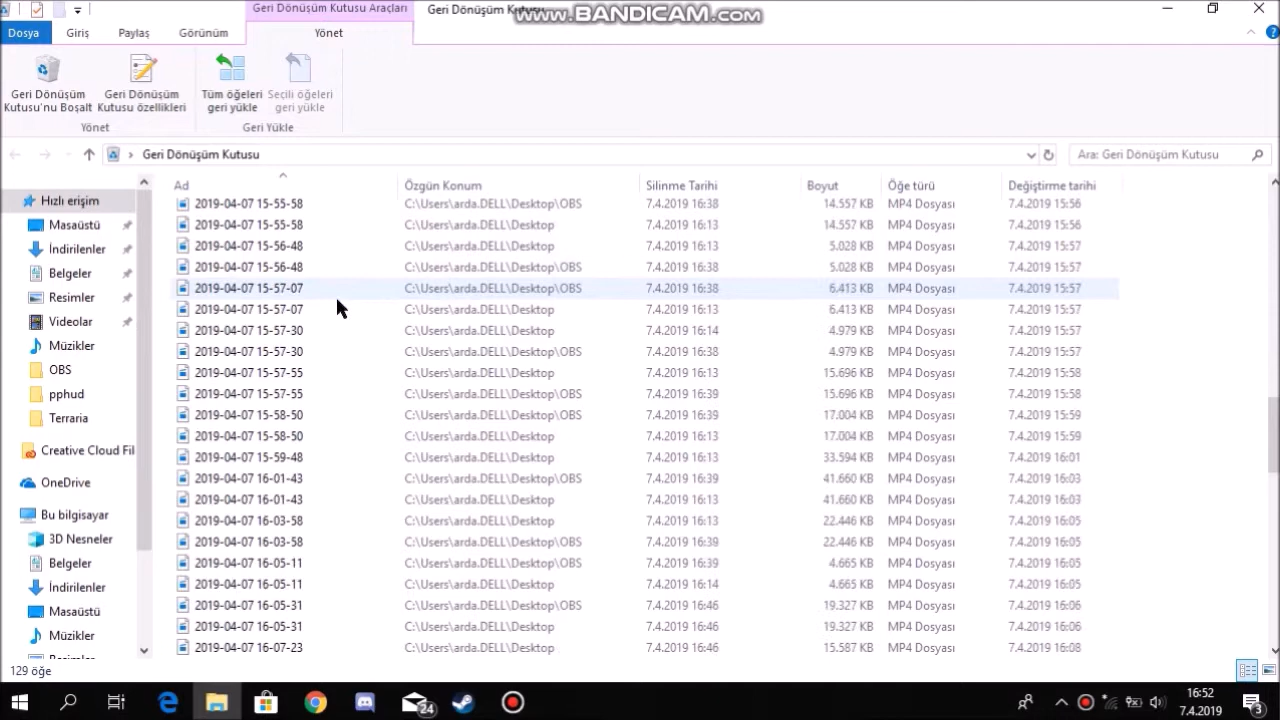 Geri Dönüşüm Kutusu Araçları
www.BANDICAM.com
Dosya Giriş Paylaş Görünüm Yönet
Geri Dönüşüm Kutusu'nu Boşalt
Geri Dönüşüm Kutusu özellikleri
Tüm öğeleri geri yükle
Seçili öğeleri geri yükle
Yönet Geri Yükle
Geri Dönüşüm Kutusu Ara: Geri Dönüşüm Kutusu
Ad Özgün Konum Silinme Tarihi Boyut Öğe türü Değiştirme tarihi
2019-04-07 15-55-58 C:\Users\arda.DELL\Desktop\OBS 7.4.2019 16:38 14.557 KB MP4 Dosyası 7.4.2019 15:56
2019-04-07 15-55-58 C:\Users\arda.DELL\Desktop 7.4.2019 16:13 14.557 KB MP4 Dosyası 7.4.2019 15:56
2019-04-07 15-56-48 C:\Users\arda.DELL\Desktop 7.4.2019 16:13 5.028 KB MP4 Dosyası 7.4.2019 15:57
2019-04-07 15-56-48 C:\Users\arda.DELL\Desktop\OBS 7.4.2019 16:38 5.028 KB MP4 Dosyası 7.4.2019 15:57
2019-04-07 15-57-07 C:\Users\arda.DELL\Desktop\OBS 7.4.2019 16:38 6.413 KB MP4 Dosyası 7.4.2019 15:57
2019-04-07 15-57-07 C:\Users\arda.DELL\Desktop 7.4.2019 16:13 6.413 KB MP4 Dosyası 7.4.2019 15:57
2019-04-07 15-57-30 C:\Users\arda.DELL\Desktop 7.4.2019 16:14 4.979 KB MP4 Dosyası 7.4.2019 15:57
2019-04-07 15-57-30 C:\Users\arda.DELL\Desktop\OBS 7.4.2019 16:38 4.979 KB MP4 Dosyası 7.4.2019 15:57
2019-04-07 15-57-55 C:\Users\arda.DELL\Desktop 7.4.2019 16:13 15.696 KB MP4 Dosyası 7.4.2019 15:58
2019-04-07 15-57-55 C:\Users\arda.DELL\Desktop\OBS 7.4.2019 16:39 15.696 KB MP4 Dosyası 7.4.2019 15:58
2019-04-07 15-58-50 C:\Users\arda.DELL\Desktop\OBS 7.4.2019 16:39 17.004 KB MP4 Dosyası 7.4.2019 15:59
2019-04-07 15-58-50 C:\Users\arda.DELL\Desktop 7.4.2019 16:13 17.004 KB MP4 Dosyası 7.4.2019 15:59
2019-04-07 15-59-48 C:\Users\arda.DELL\Desktop 7.4.2019 16:13 33.594 KB MP4 Dosyası 7.4.2019 16:01
2019-04-07 16-01-43 C:\Users\arda.DELL\Desktop\OBS 7.4.2019 16:39 41.660 KB MP4 Dosyası 7.4.2019 16:03
2019-04-07 16-01-43 C:\Users\arda.DELL\Desktop 7.4.2019 16:13 41.660 KB MP4 Dosyası 7.4.2019 16:03
2019-04-07 16-03-58 C:\Users\arda.DELL\Desktop 7.4.2019 16:13 22.446 KB MP4 Dosyası 7.4.2019 16:05
2019-04-07 16-03-58 C:\Users\arda.DELL\Desktop\OBS 7.4.2019 16:39 22.446 KB MP4 Dosyası 7.4.2019 16:05
2019-04-07 16-05-11 C:\Users\arda.DELL\Desktop\OBS 7.4.2019 16:39 4.665 KB MP4 Dosyası 7.4.2019 16:05
2019-04-07 16-05-11 C:\Users\arda.DELL\Desktop 7.4.2019 16:14 4.665 KB MP4 Dosyası 7.4.2019 16:05
2019-04-07 16-05-31 C:\Users\arda.DELL\Desktop\OBS 7.4.2019 16:46 19.327 KB MP4 Dosyası 7.4.2019 16:06
2019-04-07 16-05-31 C:\Users\arda.DELL\Desktop 7.4.2019 16:46 19.327 KB MP4 Dosyası 7.4.2019 16:06
2019-04-07 16-07-23 C:\Users\arda.DELL\Desktop 7.4.2019 16:46 15.587 KB MP4 Dosyası 7.4.2019 16:08
Hızlı erişim
Masaüstü
İndirilenler
Belgeler
Resimler
Videolar
Müzikler
OBS
pphud
Terraria
Creative Cloud Fil
OneDrive
Bu bilgisayar
3D Nesneler
Belgeler
İndirilenler
Masaüstü
Müzikler
129 öğe
24
16:52
7.4.2019
3